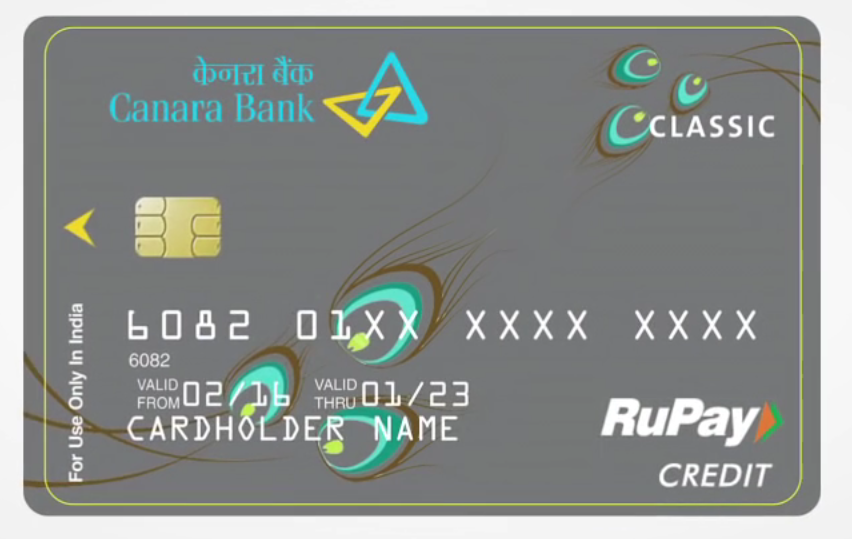 केनरा बैंक
Canara Bank
CLASSIC
6082 01XX XXXX XXXX
6082
VALID FROM 02/16 VALID THRU 01/23
CARDHOLDER NAME
For Use Only In India
RuPay
CREDIT